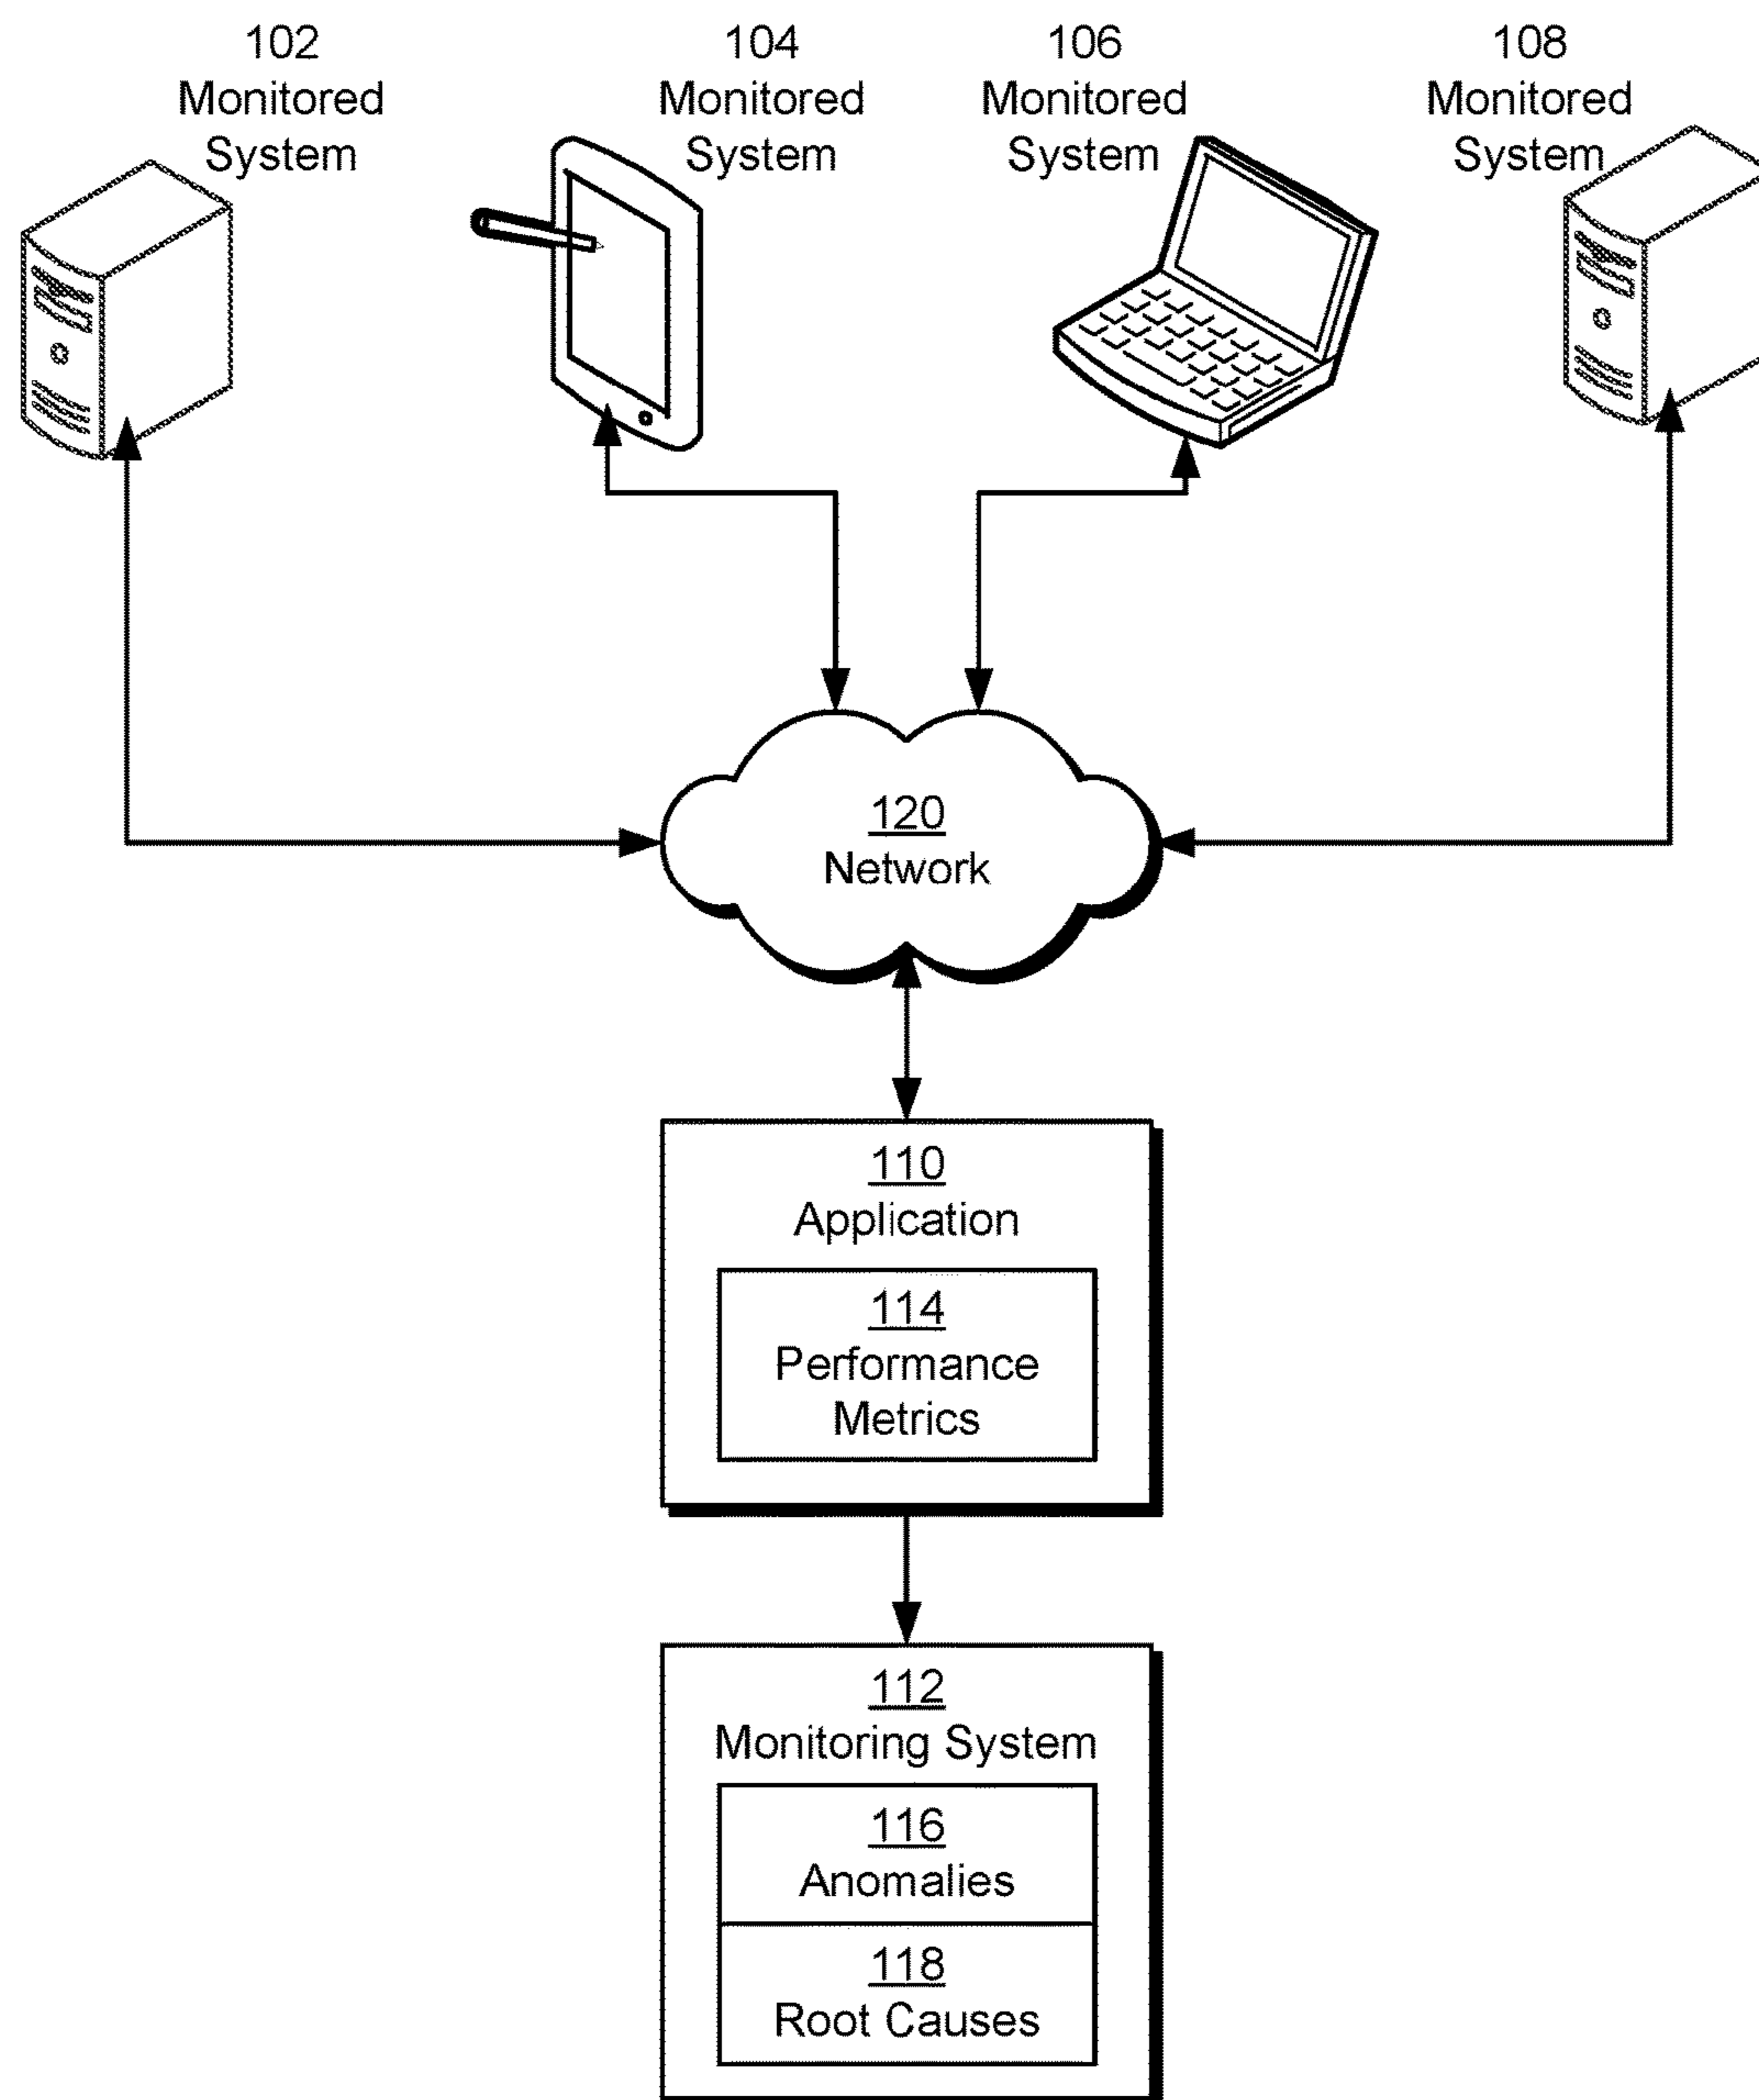 102
Monitored
System
104
Monitored
System
106
Monitored
System
108
Monitored
System
120
Network
110
Application
114
Performance
Metrics
112
Monitoring System
116
Anomalies
118
Root Causes